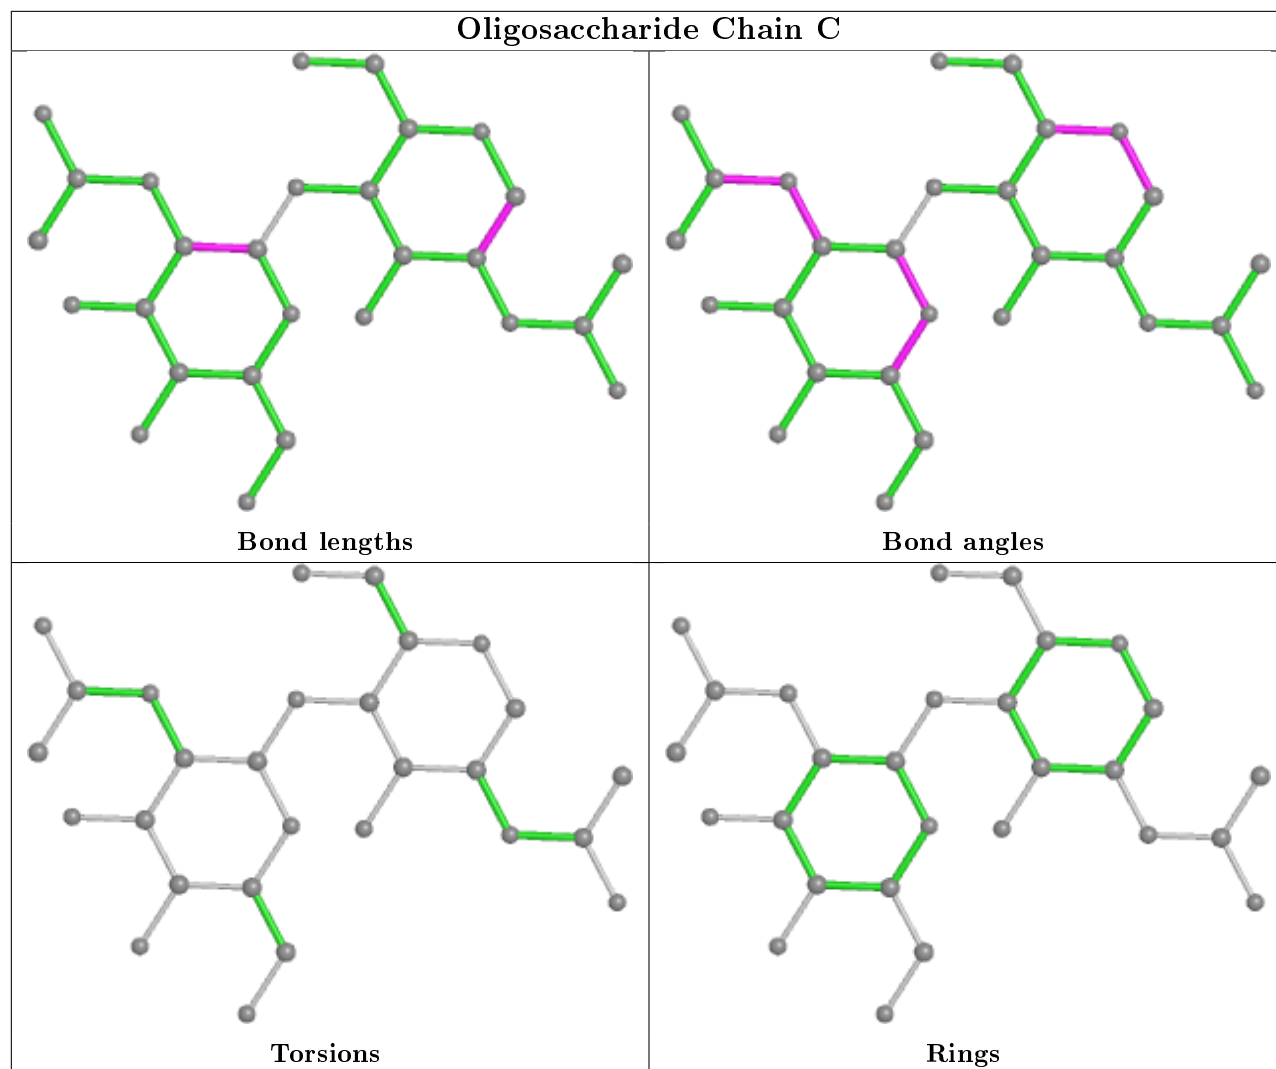 Oligosaccharide Chain C
Bond lengths
Bond angles
Torsions
Rings